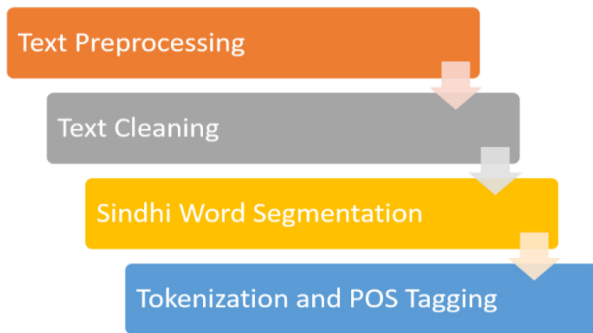 Text Preprocessing
Text Cleaning
Sindhi Word Segmentation
Tokenization and POS Tagging